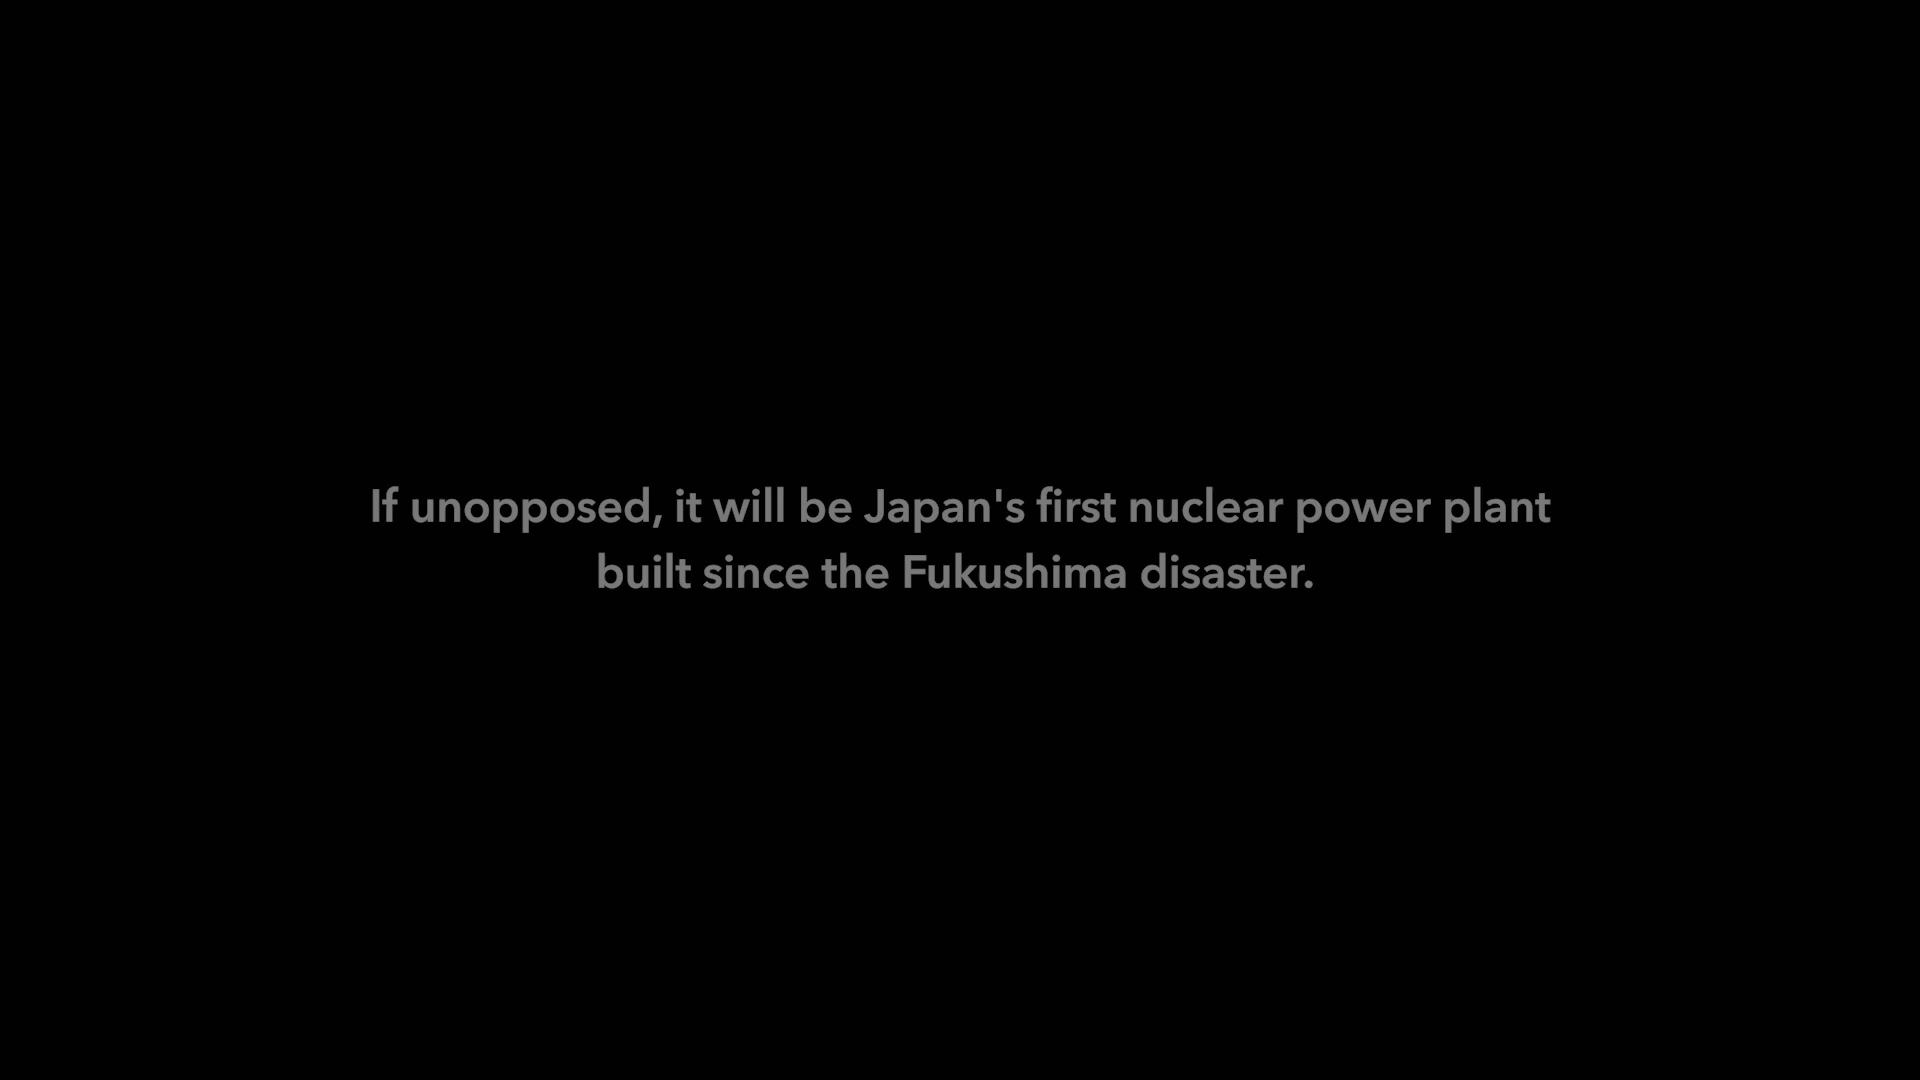 If unopposed, it will be Japan's first nuclear power plant
built since the Fukushima disaster.